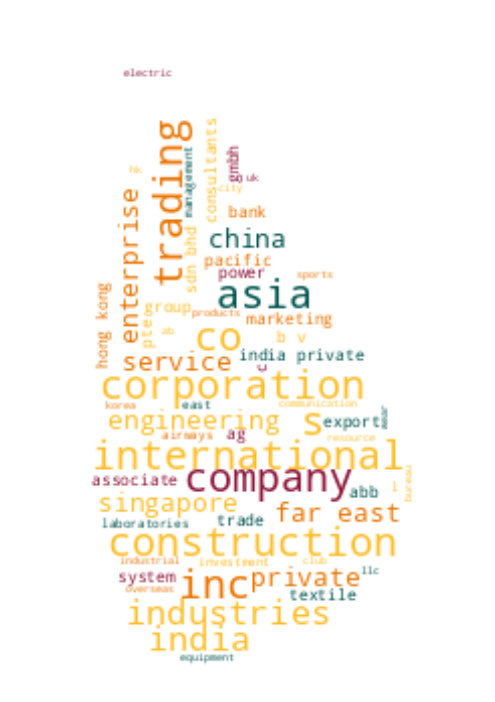 electric
trading
management
consultants
gmbh
uk
city
hk
enterprise
sdn bhd
bank
china
pacific
power
sports
asia
hong kong
pte
group
products
marketing
ab
co
b v
india private
service
corporation
korea
east
communication
engineering
s
export
wear
airways
ag
resource
international
company
associate
abb
l
bureau
singapore
far east
laboratories
trade
construction
industrial
investment
club
system
inc
private
llc
overseas
textile
industries
india
equipment